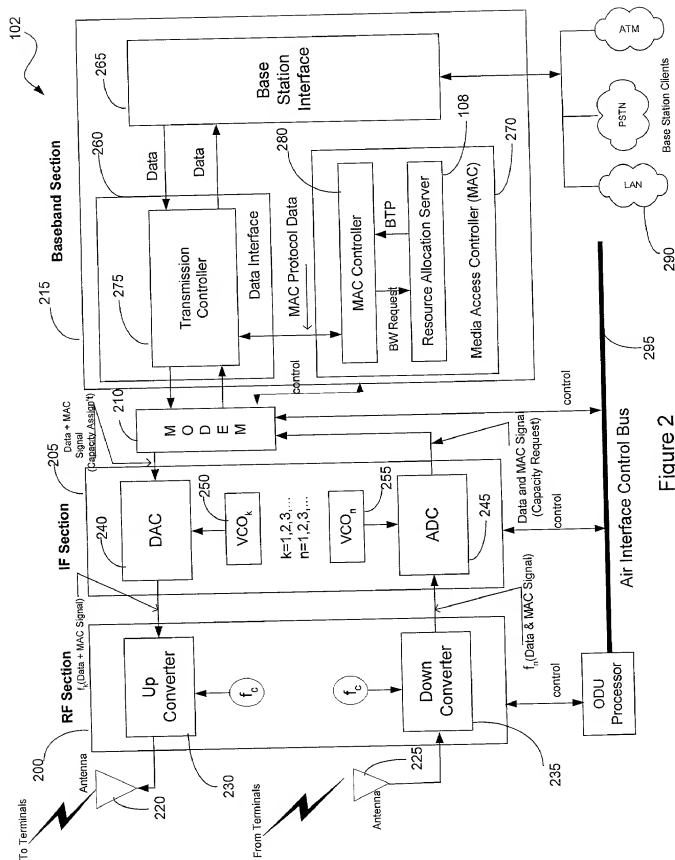 102
Baseband Section
215
265
Base
Station
Interface
Data
Data
260
275
Transmission
Controller
Data Interface
MAC Protocol Data
280
108
270
MAC Controller
BTP
BW Request
Resource Allocation Server
Media Access Controller (MAC)
ATM
PSTN
LAN
Base Station Clients
290
295
210
M
O
D
E
M
control
control
Data + MAC
Signal
(Capacity Assign't)
205
IF Section
240
DAC
250
VCOk
k=1,2,3,...
n=1,2,3,...
255
VCOn
ADC
245
Data and MAC Signal
(Capacity Request)
control
Air Interface Control Bus
fk(Data + MAC Signal)
RF Section
200
Up
Converter
fc
230
fc
Down
Converter
235
fn(Data & MAC Signal)
control
ODU
Processor
Antenna
220
To Terminals
225
Antenna
From Terminals
Figure 2